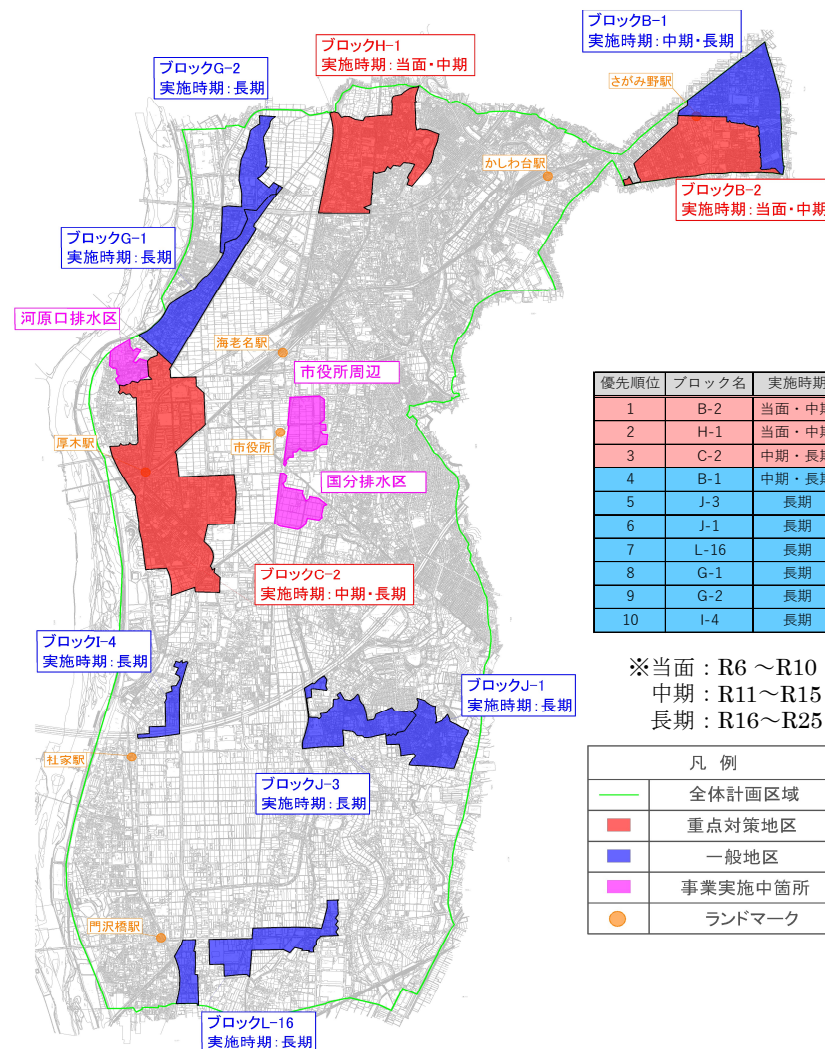 ブロックB-1
実施時期：中期・長期
ブロックH-1
実施時期：当面・中期
ブロックG-2
実施時期：長期
さがみ野駅
かしわ台駅
ブロックB-2
実施時期：当面・中期
ブロックG-1
実施時期：長期
河原口排水区
海老名駅
市役所周辺
厚木駅
市役所
国分排水区
ブロックC-2
実施時期：中期・長期
優先順位 ブロック名 実施時期
1 B-2 当面・中期
2 H-1 当面・中期
3 C-2 中期・長期
4 B-1 中期・長期
5 J-3 長期
6 J-1 長期
7 L-16 長期
8 G-1 長期
9 G-2 長期
10 I-4 長期
※当面：R6 ～R10
中期：R11～R15
長期：R16～R25
ブロックI-4
実施時期：長期
ブロックJ-1
実施時期：長期
社家駅
ブロックJ-3
実施時期：長期
凡 例
全体計画区域
重点対策地区
一般地区
事業実施中箇所
ランドマーク
門沢橋駅
ブロックL-16
実施時期：長期